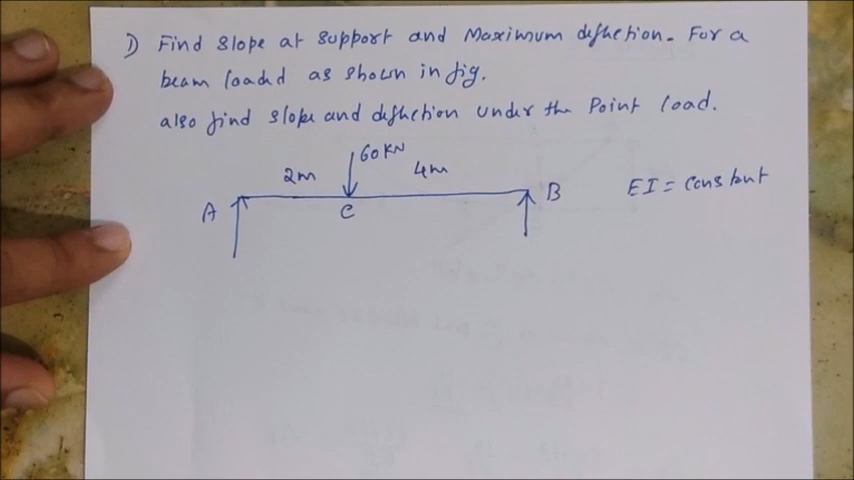 1) Find slope at support and Maximum deflection. For a
beam loaded as shown in fig.
also find slope and deflection under the Point load.
60 KN
2m
4m
A
C
B
EI = constant